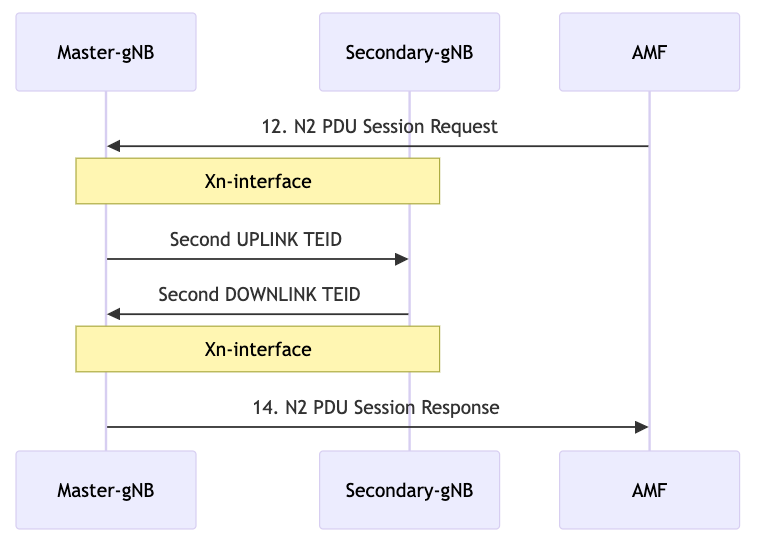 Master-gNB
Secondary-gNB
AMF
12. N2 PDU Session Request
Xn-interface
Second UPLINK TEID
Second DOWNLINK TEID
Xn-interface
14. N2 PDU Session Response
Master-gNB
Secondary-gNB
AMF